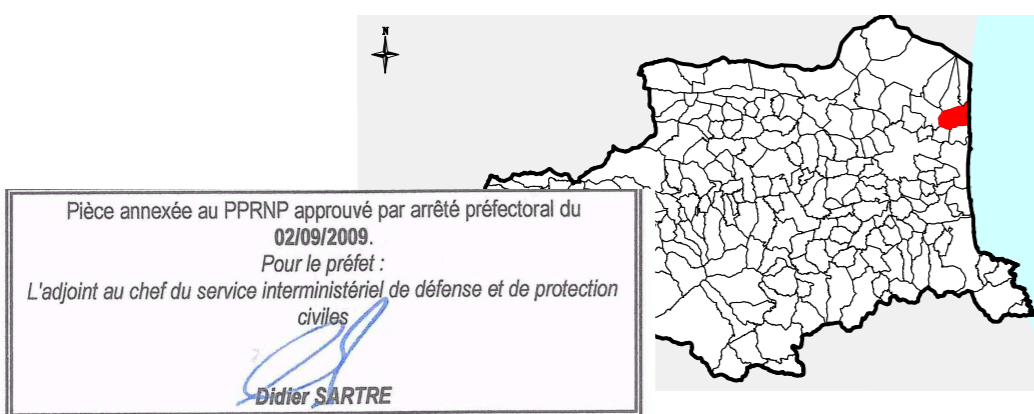 N
Pièce annexée au PPRNP approuvé par arrêté préfectoral du
02/09/2009.
Pour le préfet :
L'adjoint au chef du service interministériel de défense et de protection
civiles
Didier SARTRE